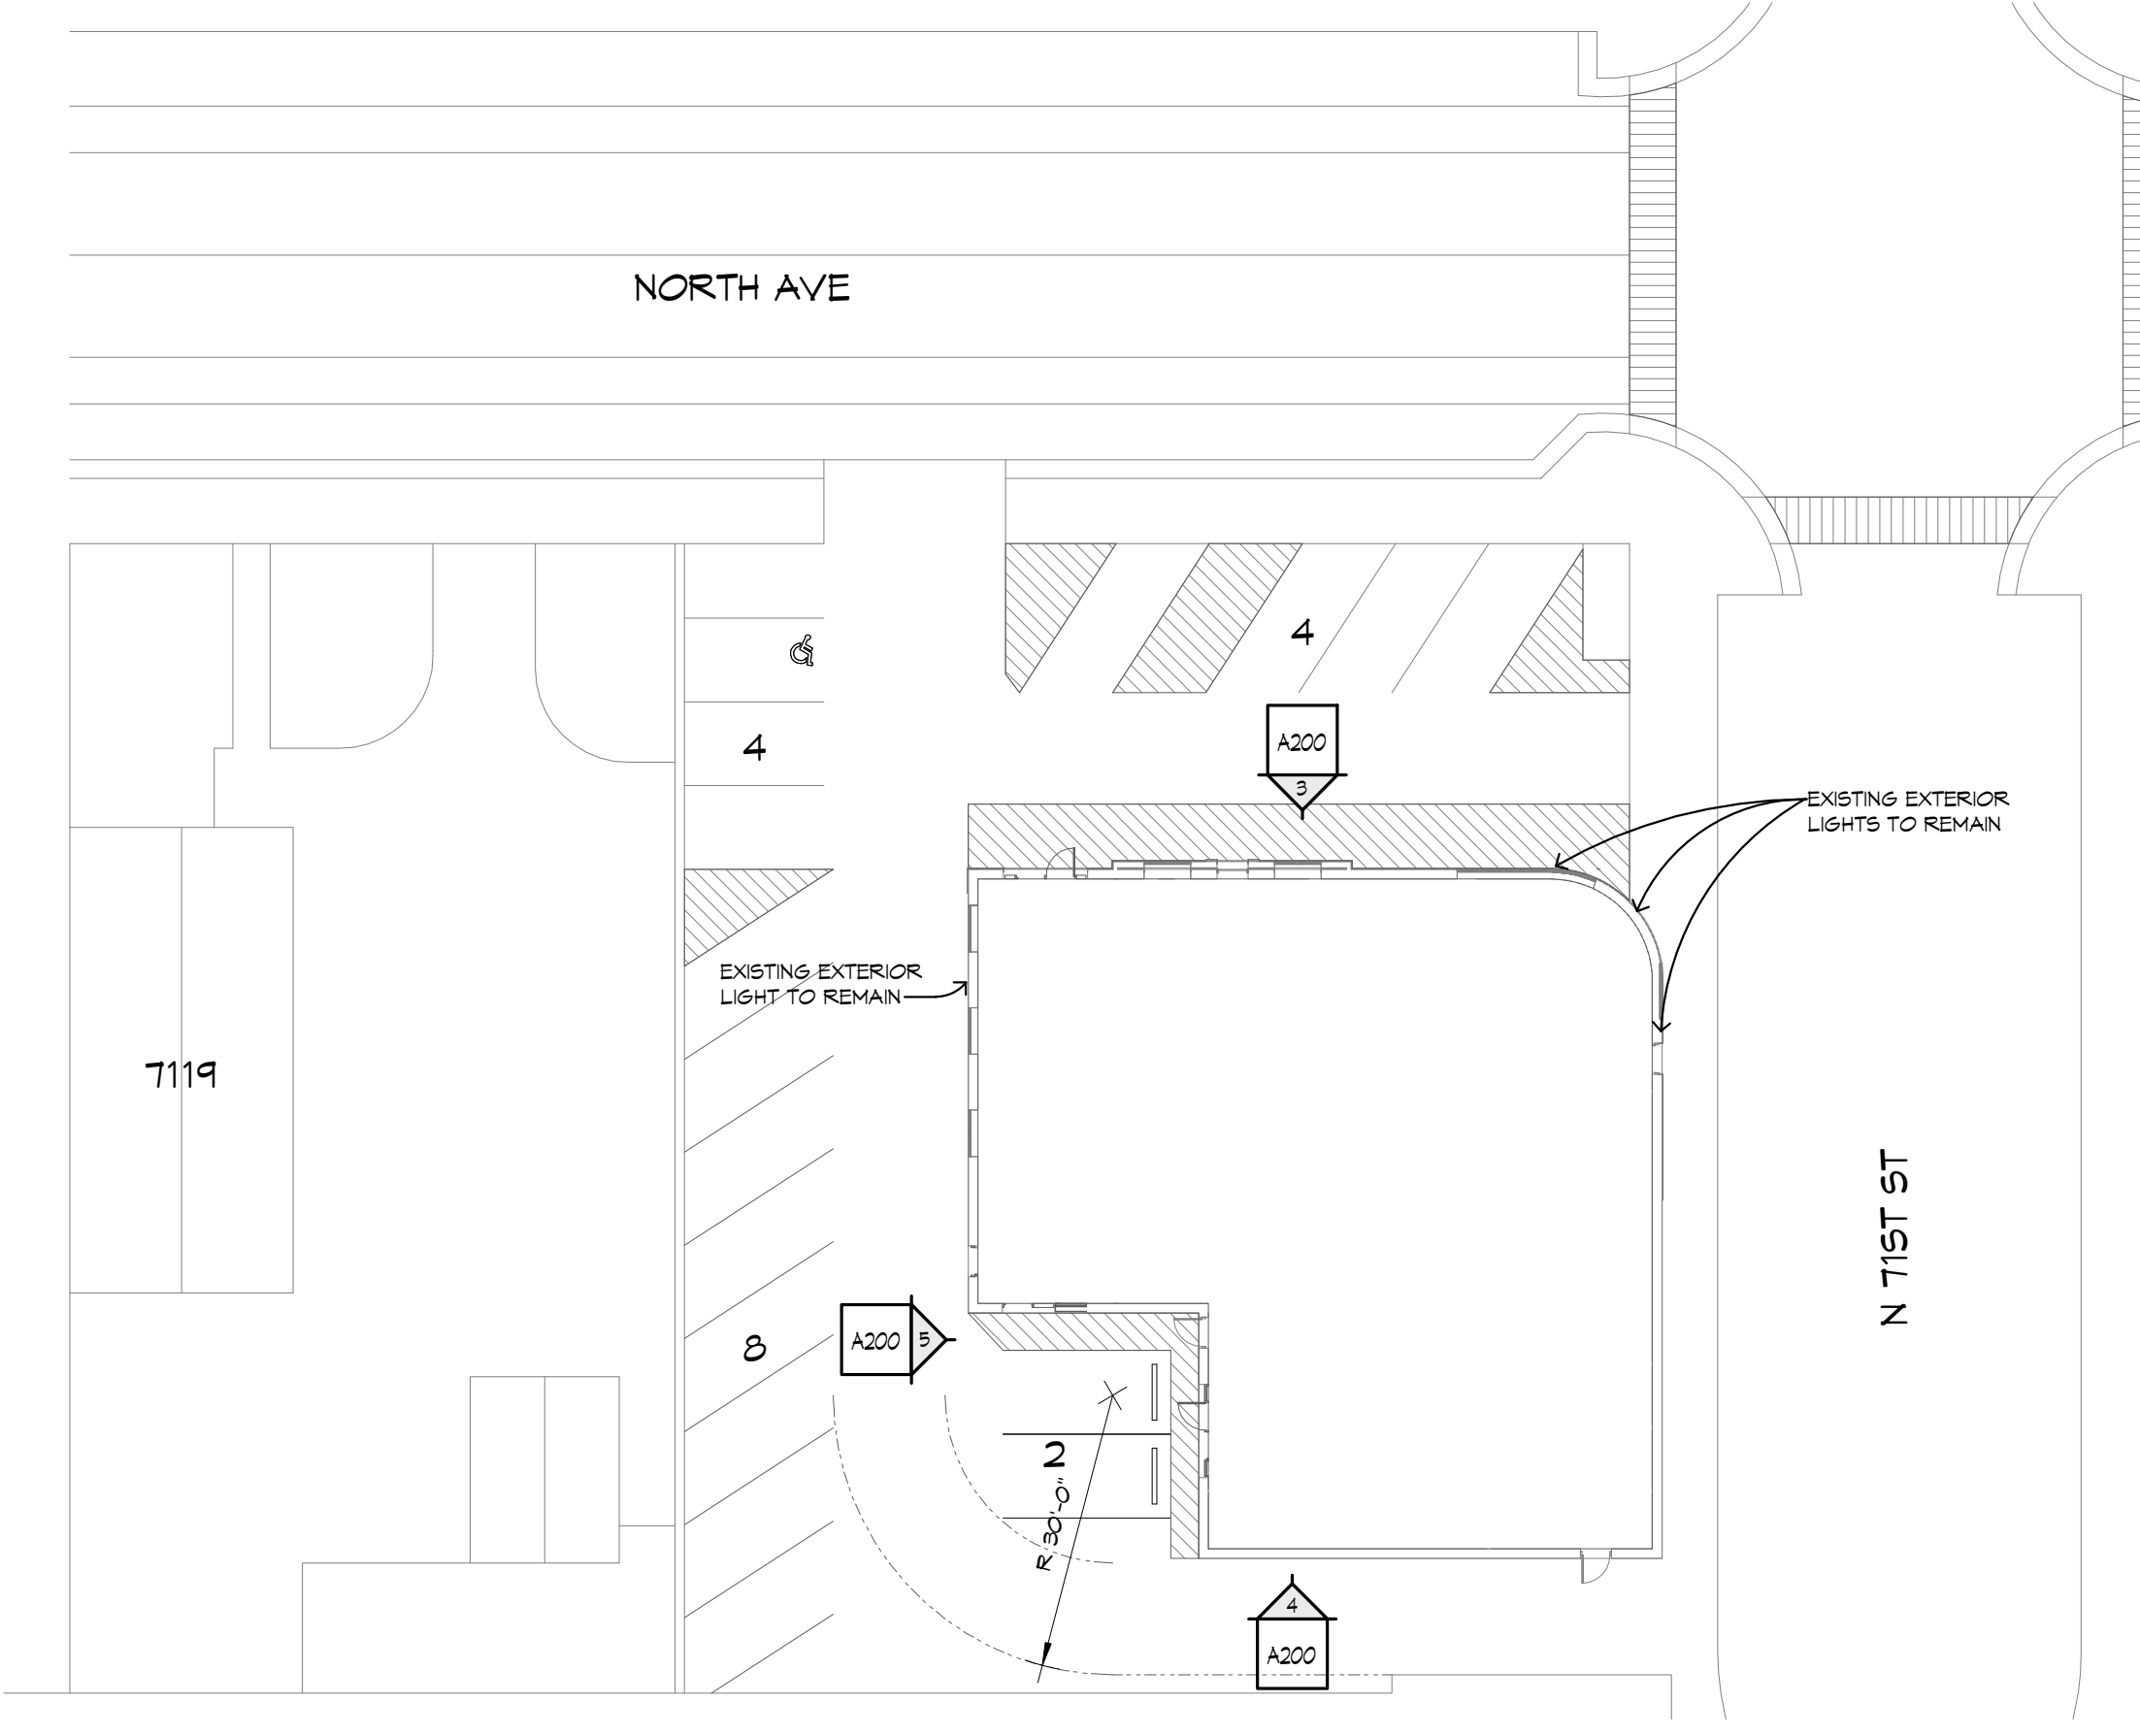 NORTH AVE
4
A200
3
4
EXISTING EXTERIOR
LIGHTS TO REMAIN
EXISTING EXTERIOR
LIGHT TO REMAIN
7119
N 71ST ST
8
A200
5
2
R 30'-0"
4
A200